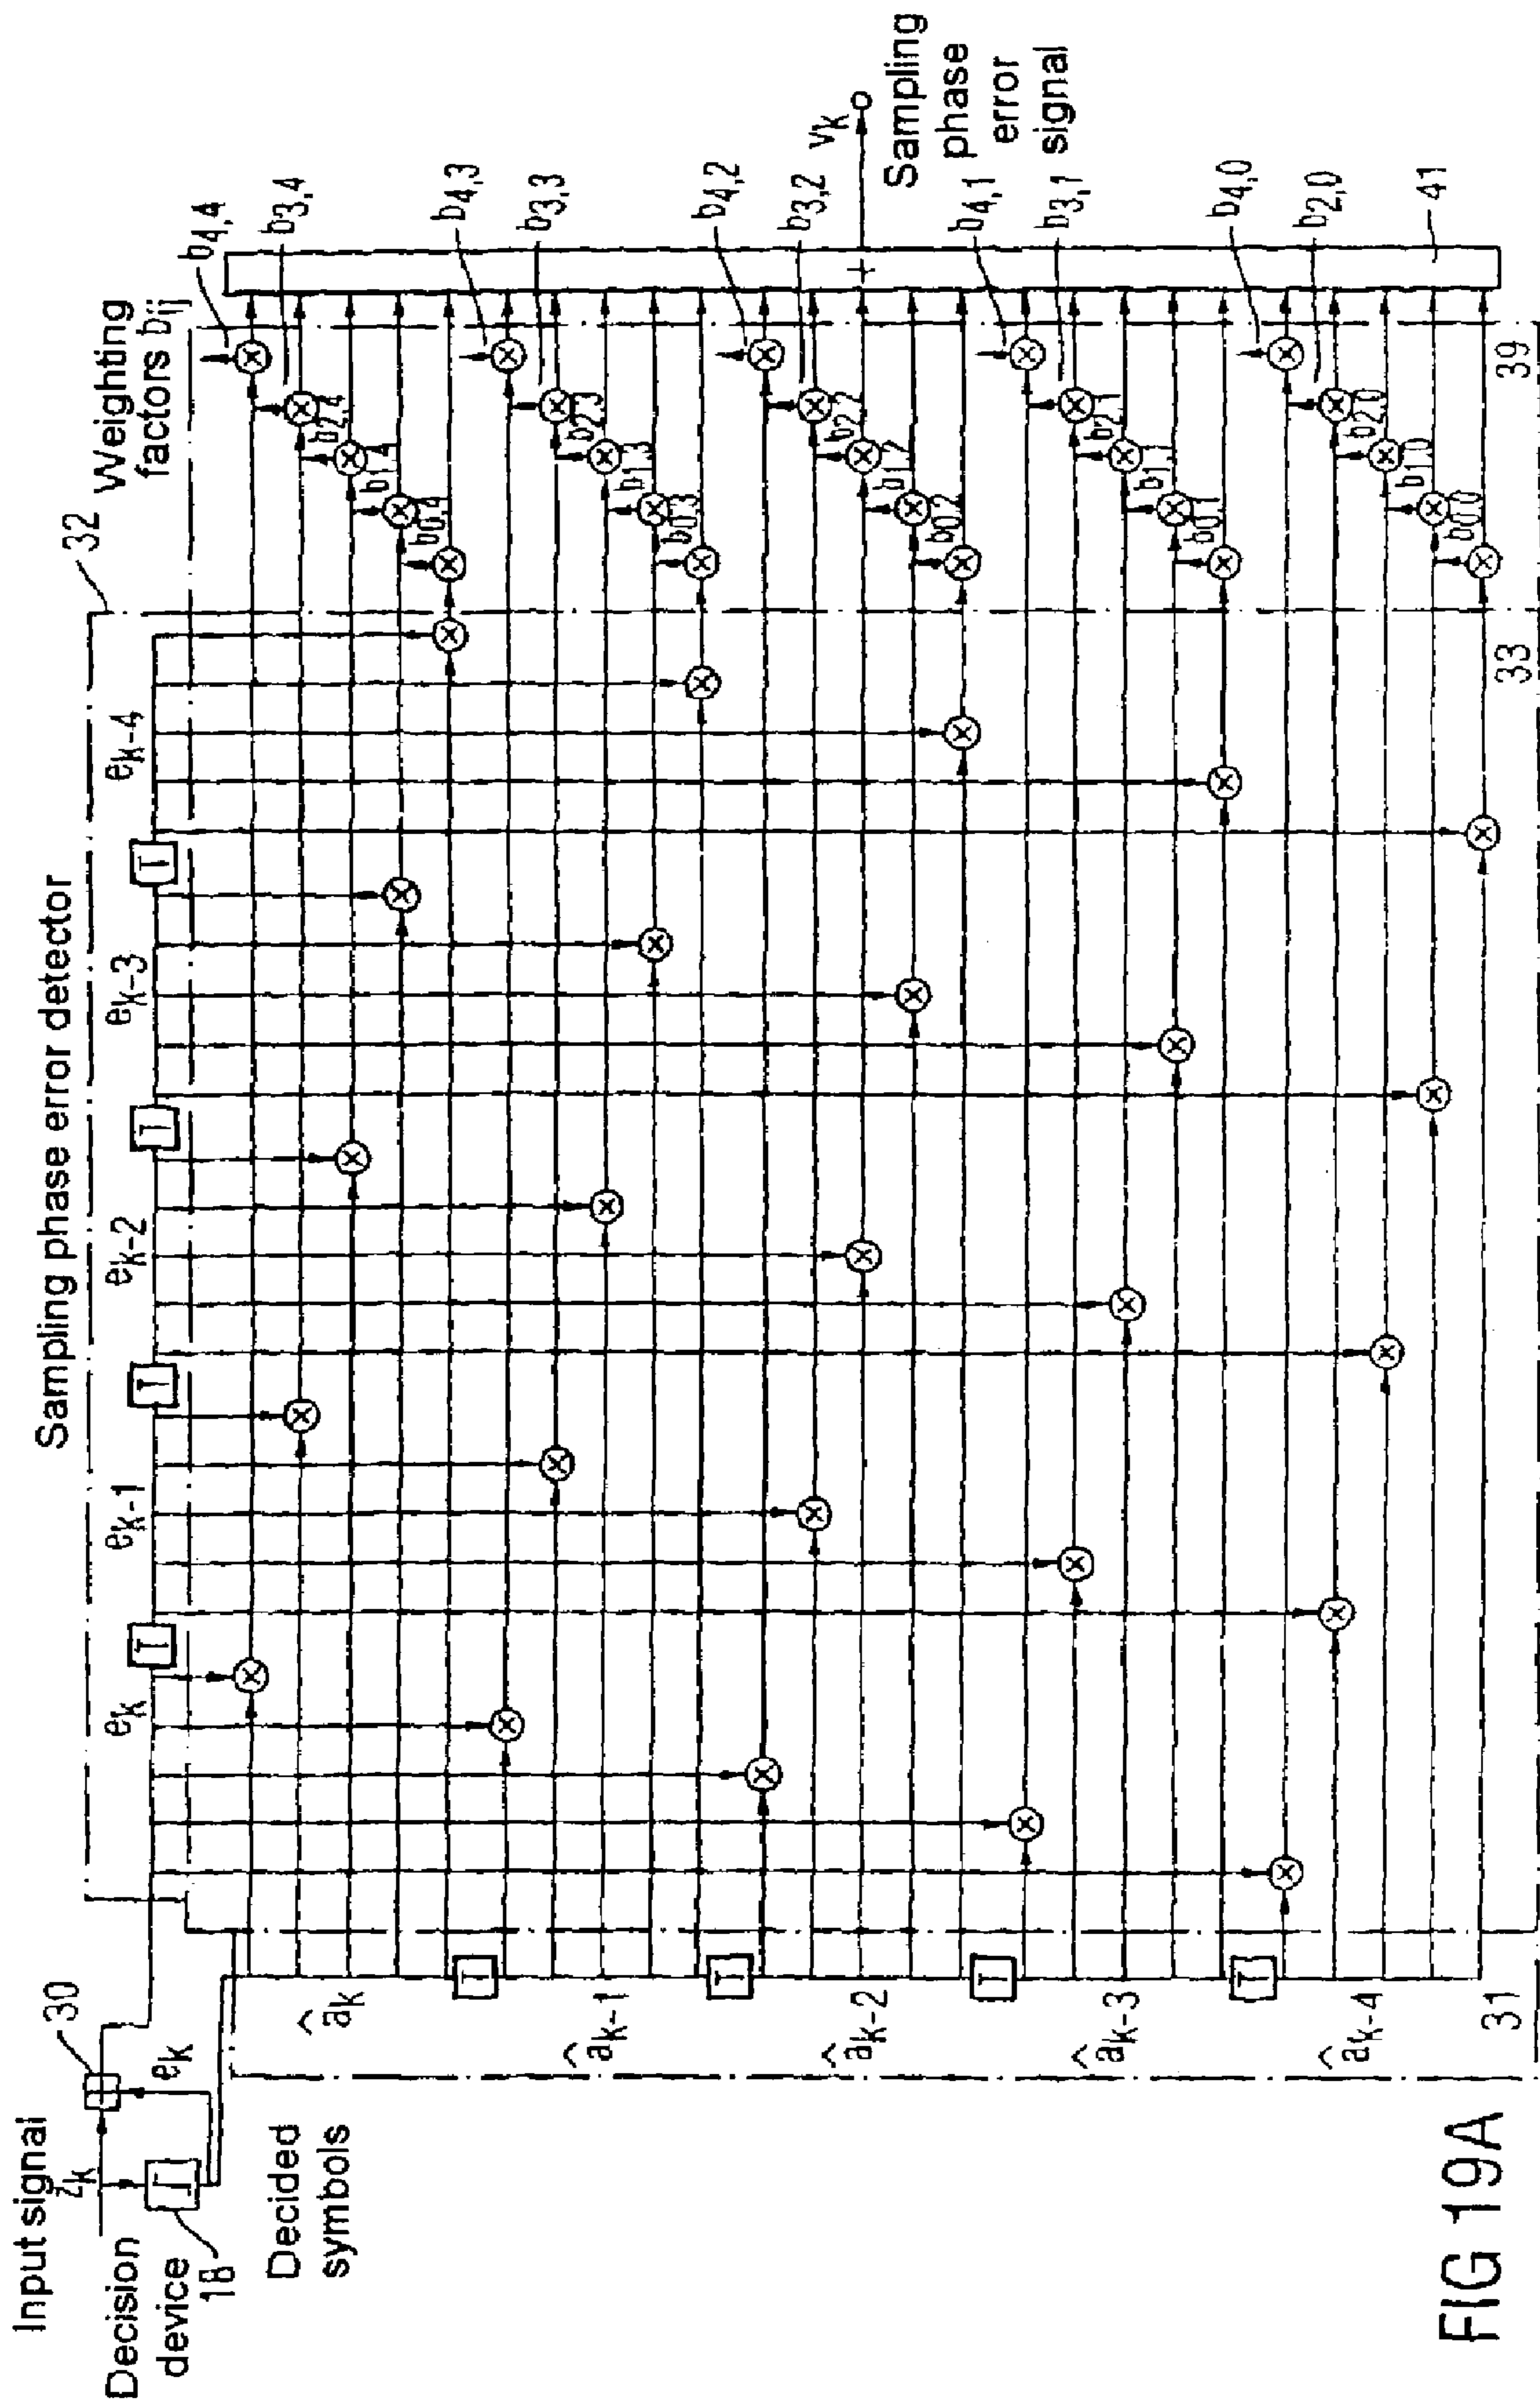 Input signal
z_k
Decision
device
18
30
e_k
Decided
symbols
Sampling phase error detector
32
e_k
T
e_k-1
T
e_k-2
T
e_k-3
T
e_k-4
Weighting
factors b_ij
b_4,4
b_3,4
b_2,4
b_1,4
b_0,4
b_4,3
b_3,3
b_2,3
b_1,3
b_0,3
b_4,2
b_3,2
b_2,2
b_1,2
b_0,2
b_4,1
b_3,1
b_2,1
b_1,1
b_0,1
b_4,0
b_2,0
b_2,0
b_1,0
b_0,0
â_k
T
â_k-1
T
â_k-2
T
â_k-3
T
â_k-4
31
33
39
41
+
v_k
Sampling
phase
error
signal
FIG 19A